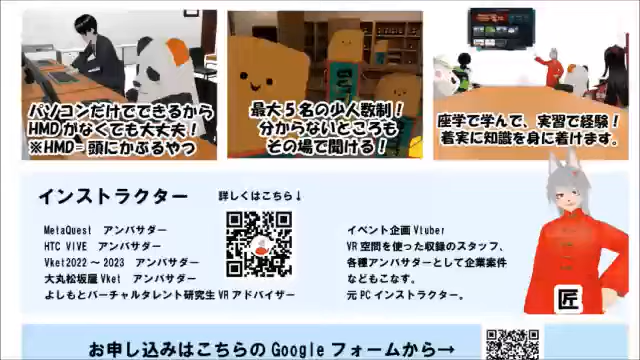 パソコンだけでできるから
HMDがなくても大丈夫！
※HMD=頭にかぶるやつ
最大５名の少人数制！
分からないところも
その場で聞ける！
座学で学んで、実習で経験！
着実に知識を身に着けます。
インストラクター
詳しくはこちら↓
MetaQuest アンバサダー
HTC VIVE アンバサダー
Vket2022～2023 アンバサダー
大丸松坂屋Vket アンバサダー
よしもとバーチャルタレント研究生VRアドバイザー
イベント企画Vtuber
VR空間を使った収録のスタッフ、
各種アンバサダーとして企業案件
などもこなす。
元PCインストラクター。
匠
お申し込みはこちらのGoogleフォームから→